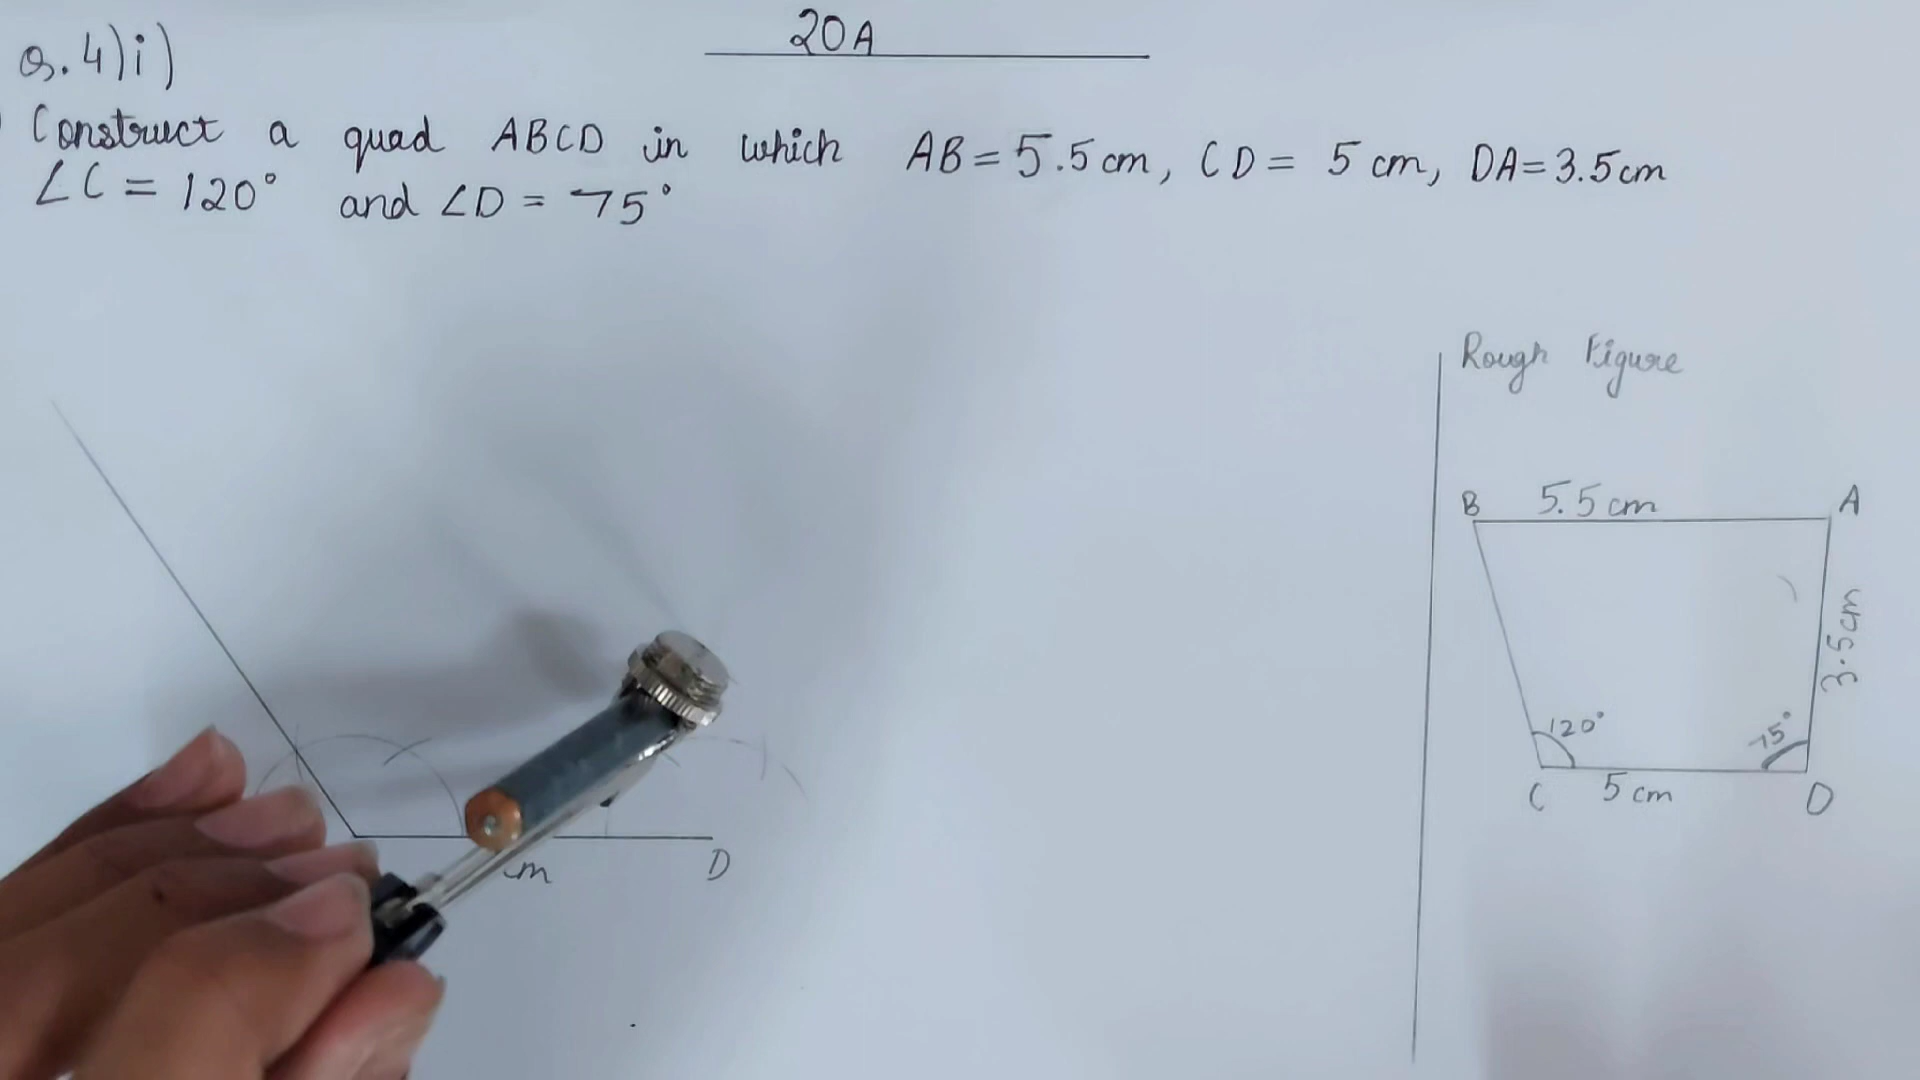 20A
Q.4)i)
Construct a quad ABCD in which AB = 5.5 cm, CD = 5 cm, DA = 3.5 cm
∠C = 120° and ∠D = 75°
Rough Figure
B 5.5 cm A
3.5 cm
120° 75°
C 5 cm D
cm D